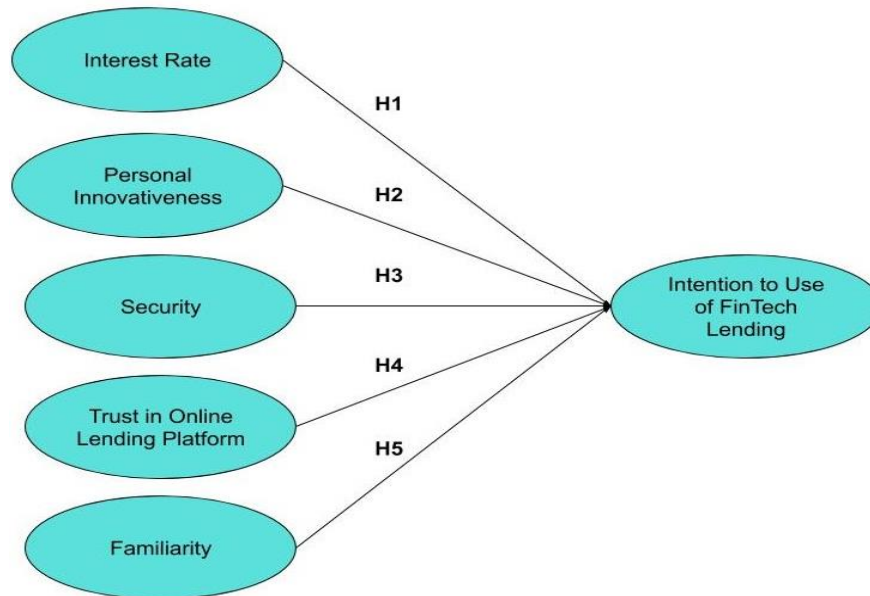 Interest Rate
H1
Personal
Innovativeness
H2
Security
H3
Intention to Use
of FinTech
Lending
H4
Trust in Online
Lending Platform
H5
Familiarity